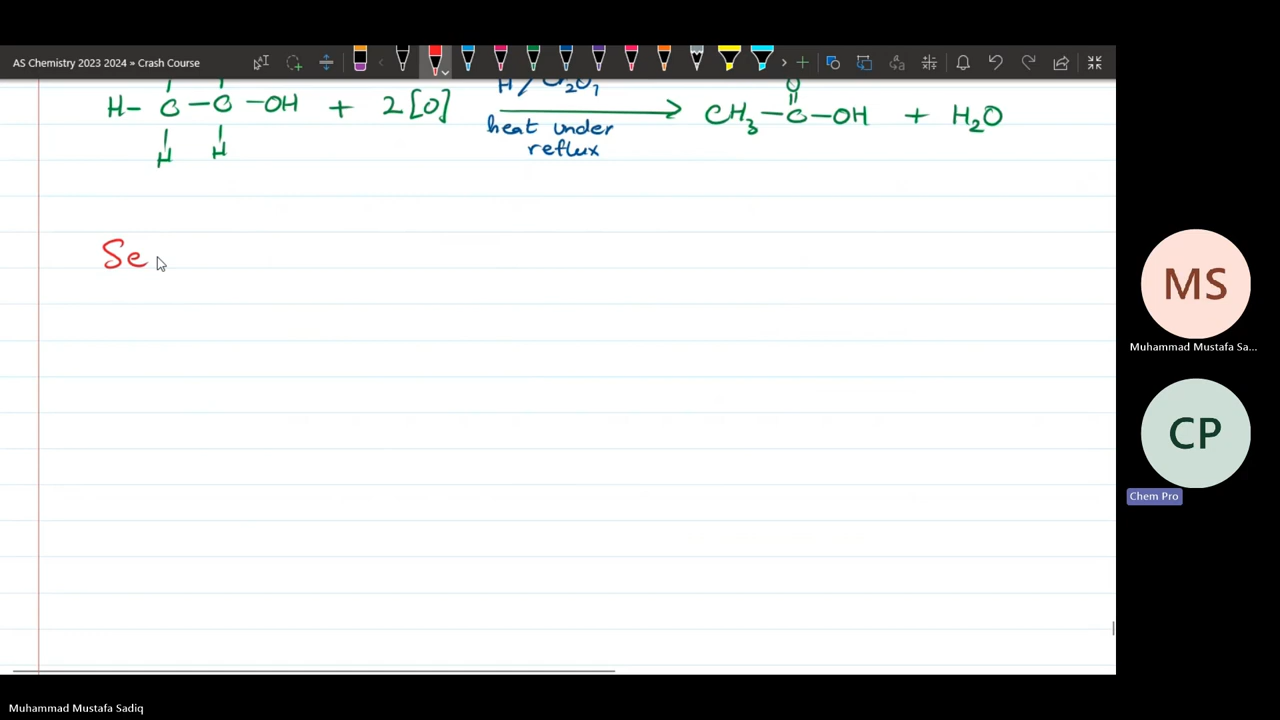 AS Chemistry 2023 2024 » Crash Course
H– C – C –OH + 2[O] heat under reflux CH₃–C–OH + H₂O
O
H H
Se
MS
Muhammad Mustafa Sa...
CP
Chem Pro
Muhammad Mustafa Sadiq